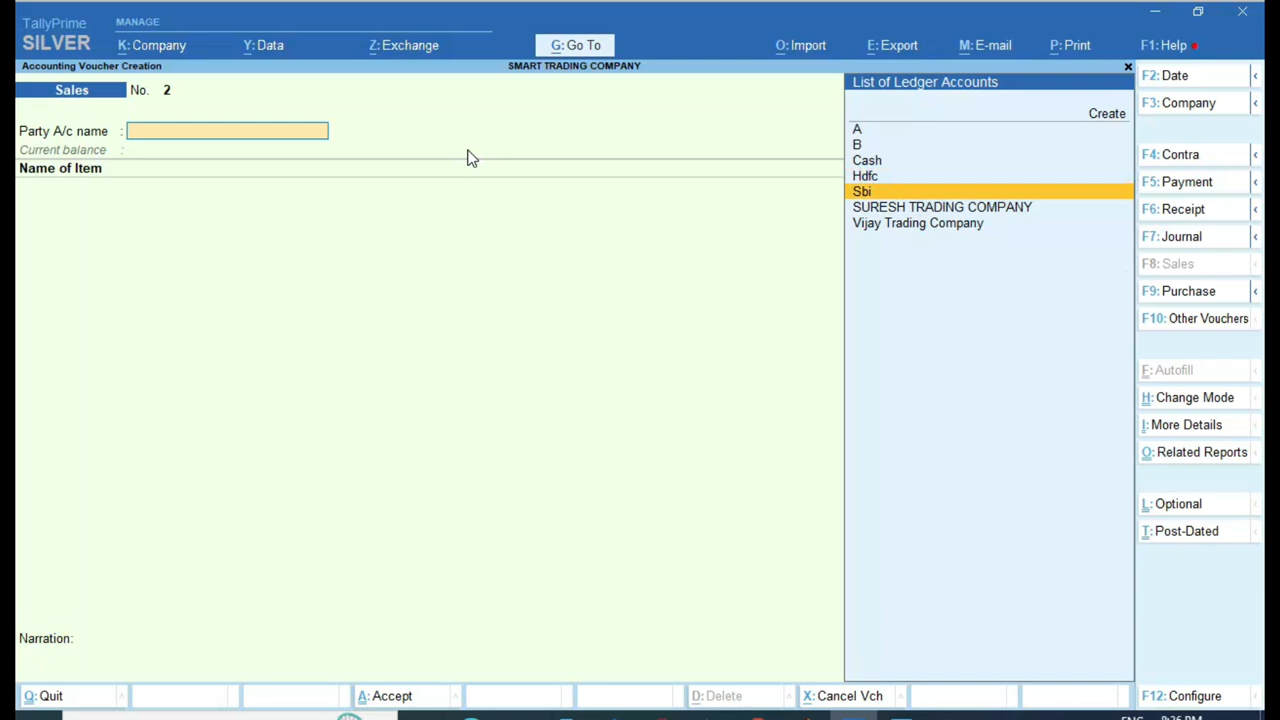 TallyPrime
SILVER
MANAGE
K: Company
Y: Data
Z: Exchange
G: Go To
O: Import
E: Export
M: E-mail
P: Print
F1: Help
Accounting Voucher Creation
SMART TRADING COMPANY
Sales No. 2
Party A/c name :
Current balance :
Name of Item
List of Ledger Accounts
Create
A
B
Cash
Hdfc
Sbi
SURESH TRADING COMPANY
Vijay Trading Company
F2: Date
F3: Company
F4: Contra
F5: Payment
F6: Receipt
F7: Journal
F8: Sales
F9: Purchase
F10: Other Vouchers
F: Autofill
H: Change Mode
I: More Details
O: Related Reports
L: Optional
T: Post-Dated
Narration:
Q: Quit
A: Accept
D: Delete
X: Cancel Vch
F12: Configure